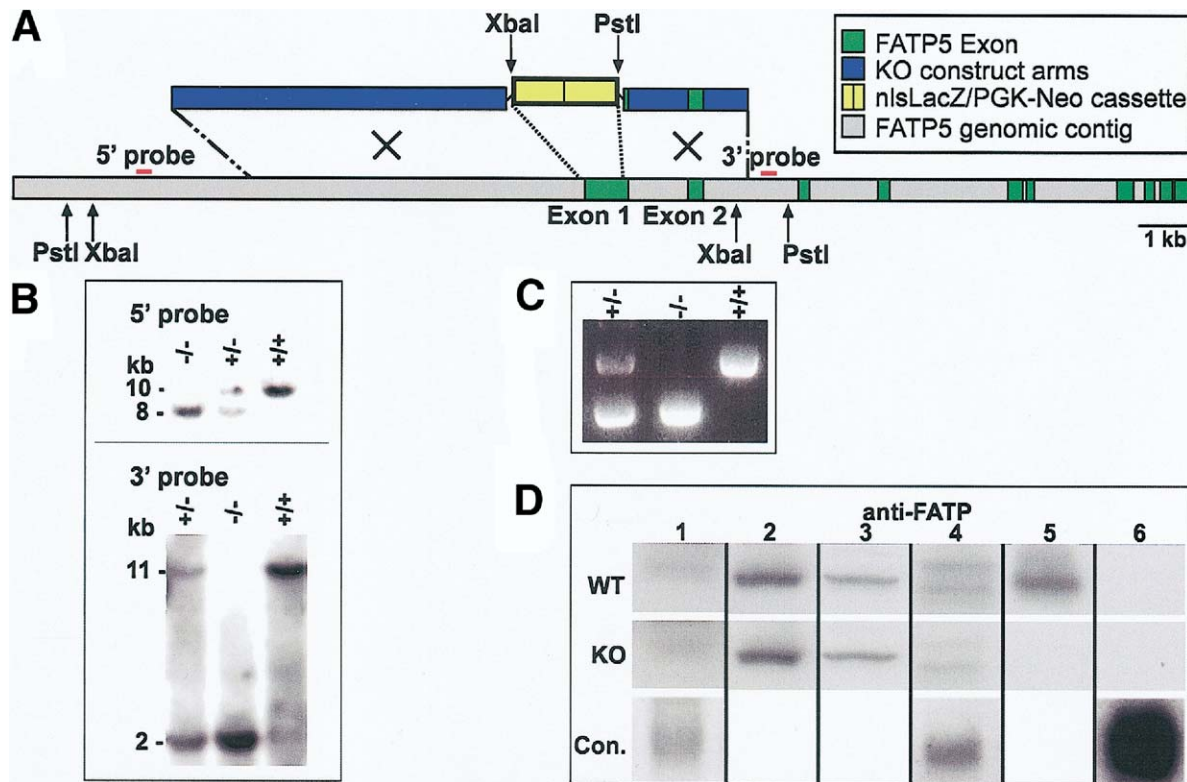 A
XbaI PstI
FATP5 Exon
KO construct arms
nlsLacZ/PGK-Neo cassette
FATP5 genomic contig
5' probe
3' probe
Exon 1 Exon 2
PstI XbaI
XbaI PstI
1 kb
B
5' probe
-/- +/- +/+
kb
10 -
8 -
3' probe
+/- -/- +/+
kb
11 -
2 -
C
+/- -/- +/+
D
anti-FATP
1 2 3 4 5 6
WT
KO
Con.